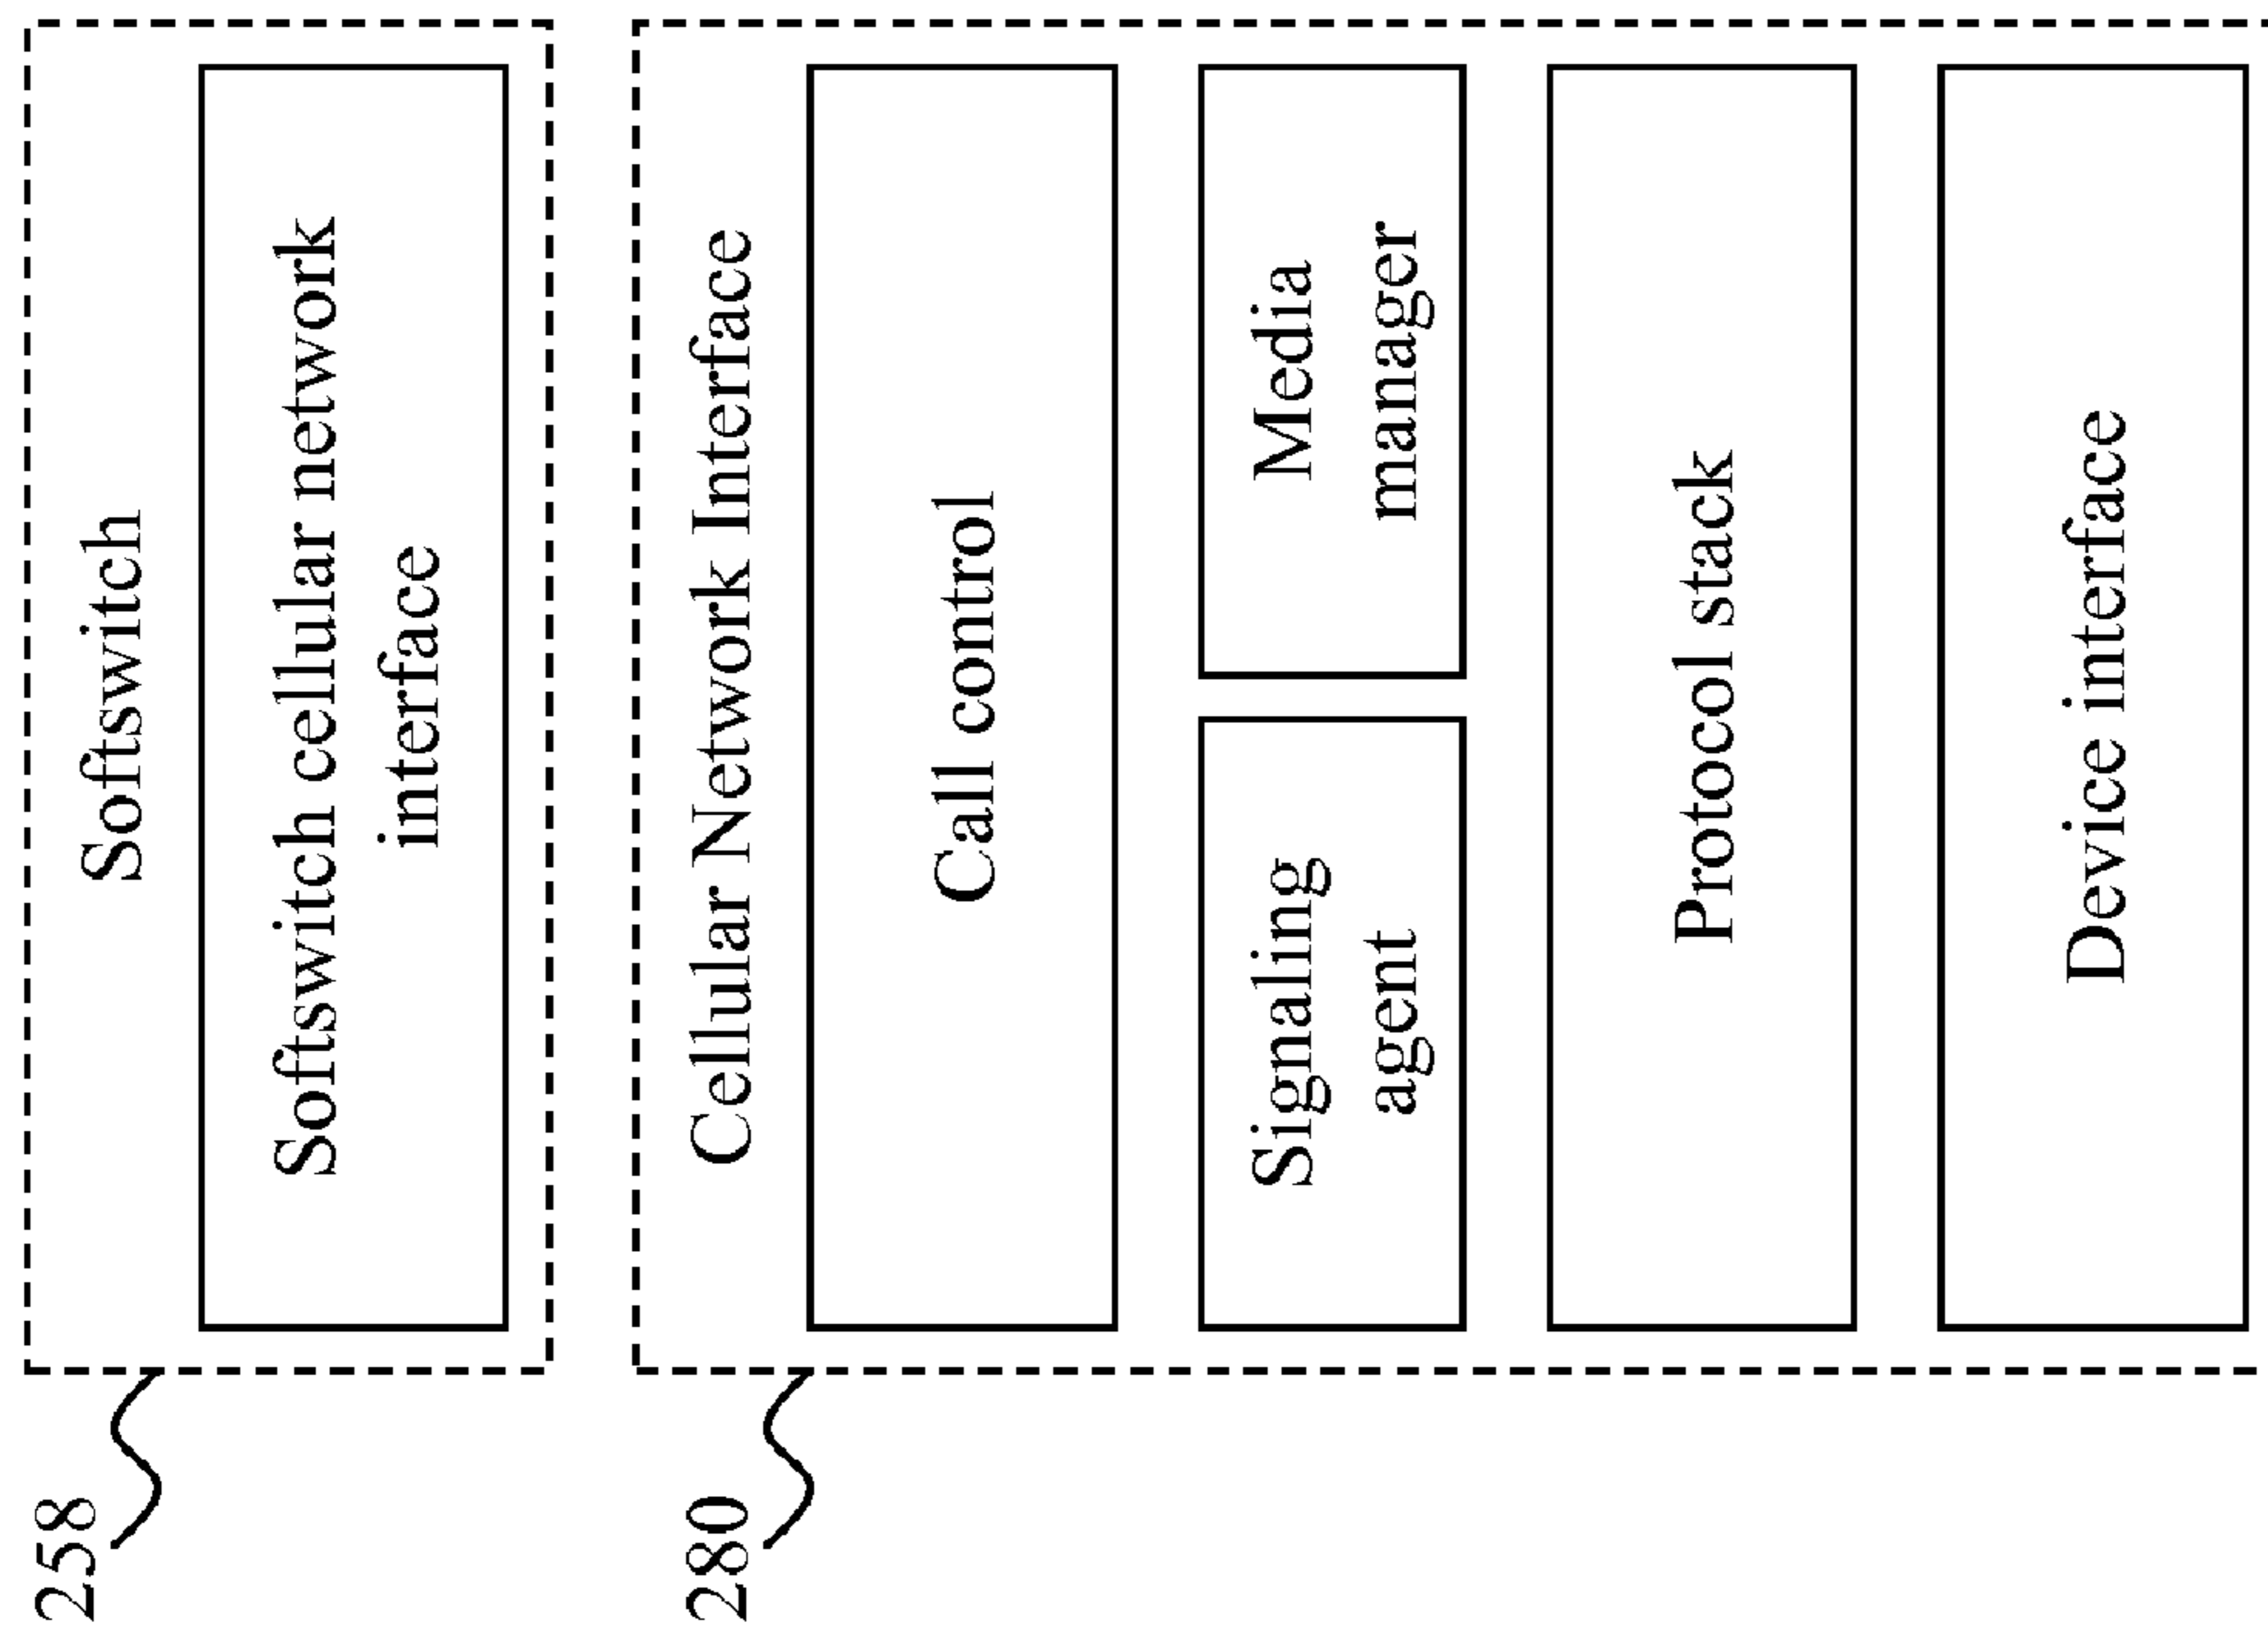 258
Softswitch
Softswitch cellular network
interface
280
Cellular Network Interface
Call control
Signaling
agent
Media
manager
Protocol stack
Device interface